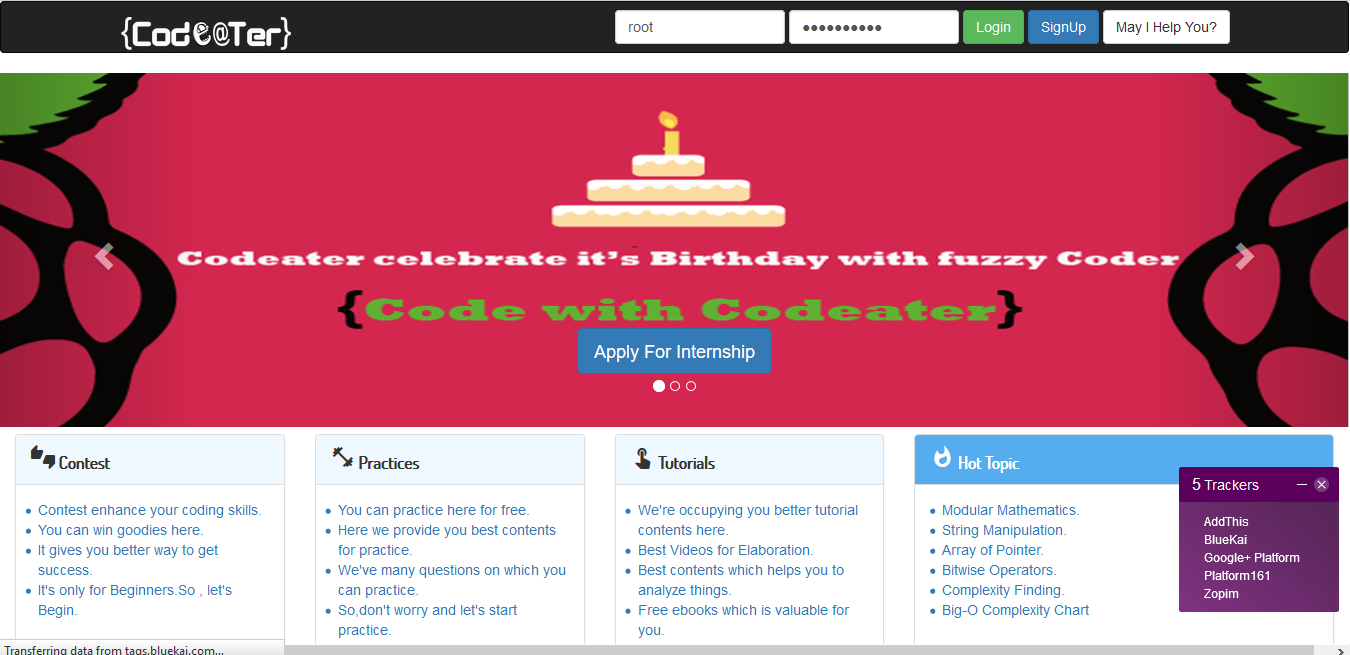 {Code@Ter}
root
Login
SignUp
May I Help You?
Codeater celebrate it's Birthday with fuzzy Coder
{Code with Codeater}
Apply For Internship
Contest
Contest enhance your coding skills.
You can win goodies here.
It gives you better way to get
success.
It's only for Beginners.So , let's
Begin.
Practices
You can practice here for free.
Here we provide you best contents
for practice.
We've many questions on which you
can practice.
So,don't worry and let's start
practice.
Tutorials
We're occupying you better tutorial
contents here.
Best Videos for Elaboration.
Best contents which helps you to
analyze things.
Free ebooks which is valuable for
you.
Hot Topic
Modular Mathematics.
String Manipulation.
Array of Pointer.
Bitwise Operators.
Complexity Finding.
Big-O Complexity Chart
5 Trackers
AddThis
BlueKai
Google+ Platform
Platform161
Zopim
Transferring data from tags.bluekai.com...